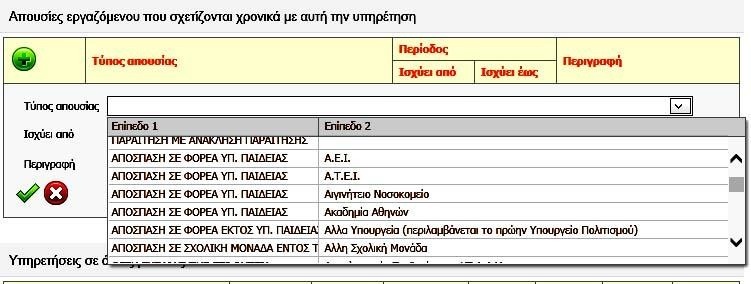 Απουσίες εργαζόμενου που σχετίζονται χρονικά με αυτή την υπηρέτηση
Τύπος απουσίας Περίοδος Περιγραφή
Ισχύει από Ισχύει έως
Τύπος απουσίας
Επίπεδο 1 Επίπεδο 2
Ισχύει από
ΠΑΡΑΙΤΗΣΗ ΜΕ ΑΝΑΚΛΗΣΗ ΠΑΡΑΙΤΗΣΗΣ
ΑΠΟΣΠΑΣΗ ΣΕ ΦΟΡΕΑ ΥΠ. ΠΑΙΔΕΙΑΣ Α.Ε.Ι.
Περιγραφή
ΑΠΟΣΠΑΣΗ ΣΕ ΦΟΡΕΑ ΥΠ. ΠΑΙΔΕΙΑΣ Α.Τ.Ε.Ι.
ΑΠΟΣΠΑΣΗ ΣΕ ΦΟΡΕΑ ΥΠ. ΠΑΙΔΕΙΑΣ Αιγινήτειο Νοσοκομείο
ΑΠΟΣΠΑΣΗ ΣΕ ΦΟΡΕΑ ΥΠ. ΠΑΙΔΕΙΑΣ Ακαδημία Αθηνών
ΑΠΟΣΠΑΣΗ ΣΕ ΦΟΡΕΑ ΕΚΤΟΣ ΥΠ. ΠΑΙΔΕΙΑΣ Αλλα Υπουργεία (περιλαμβάνεται το πρώην Υπουργείο Πολιτισμού)
ΑΠΟΣΠΑΣΗ ΣΕ ΣΧΟΛΙΚΗ ΜΟΝΑΔΑ ΕΝΤΟΣ Τ Αλλη Σχολική Μονάδα
Υπηρετήσεις σε